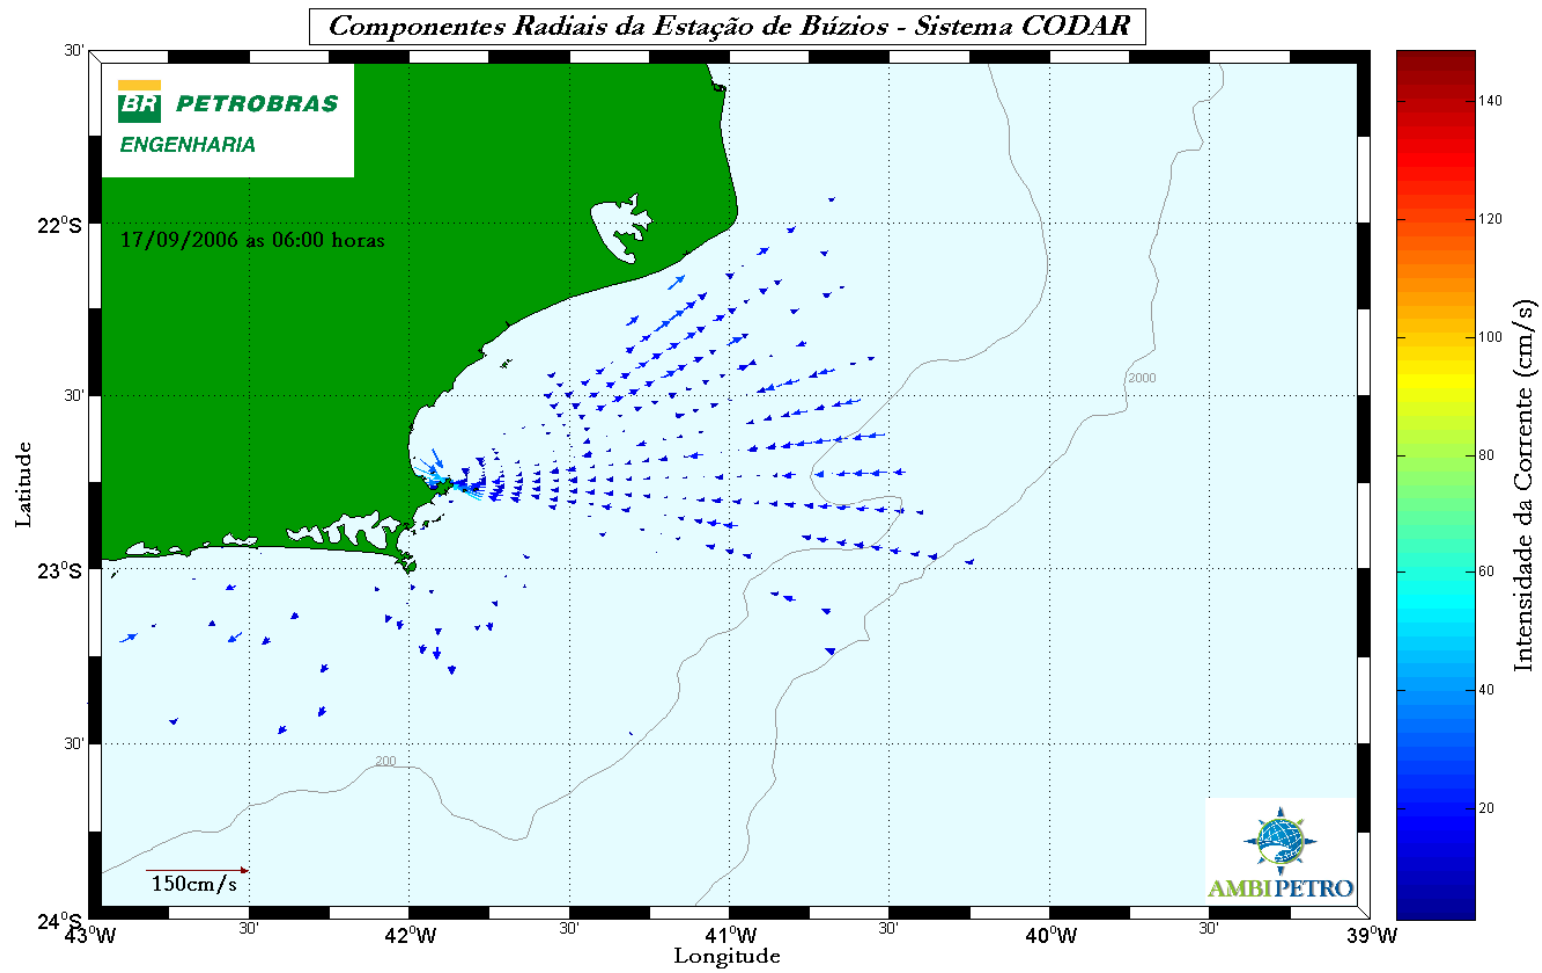 Componentes Radiais da Estação de Búzios - Sistema CODAR
30'
BR PETROBRAS
ENGENHARIA
140
22°S
17/09/2006 as 06:00 horas
120
100
2000
30'
80
Latitude
Intensidade da Corrente (cm/s)
23°S
60
40
30'
200
20
150cm/s
AMBIPETRO
24°S
43°W
30'
42°W
30'
41°W
30'
40°W
30'
39°W
Longitude